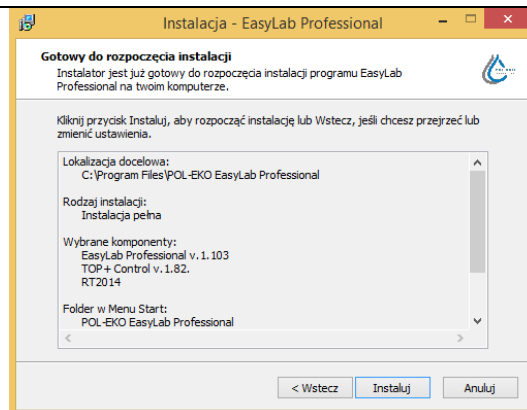 Instalacja - EasyLab Professional
Gotowy do rozpoczęcia instalacji
Instalator jest już gotowy do rozpoczęcia instalacji programu EasyLab
Professional na twoim komputerze.
Kliknij przycisk Instaluj, aby rozpocząć instalację lub Wstecz, jeśli chcesz przejrzeć lub
zmienić ustawienia.
Lokalizacja docelowa:
C:\Program Files\POL-EKO EasyLab Professional
Rodzaj instalacji:
Instalacja pełna
Wybrane komponenty:
EasyLab Professional v.1.103
TOP+ Control v.1.82.
RT2014
Folder w Menu Start:
POL-EKO EasyLab Professional
< Wstecz
Instaluj
Anuluj